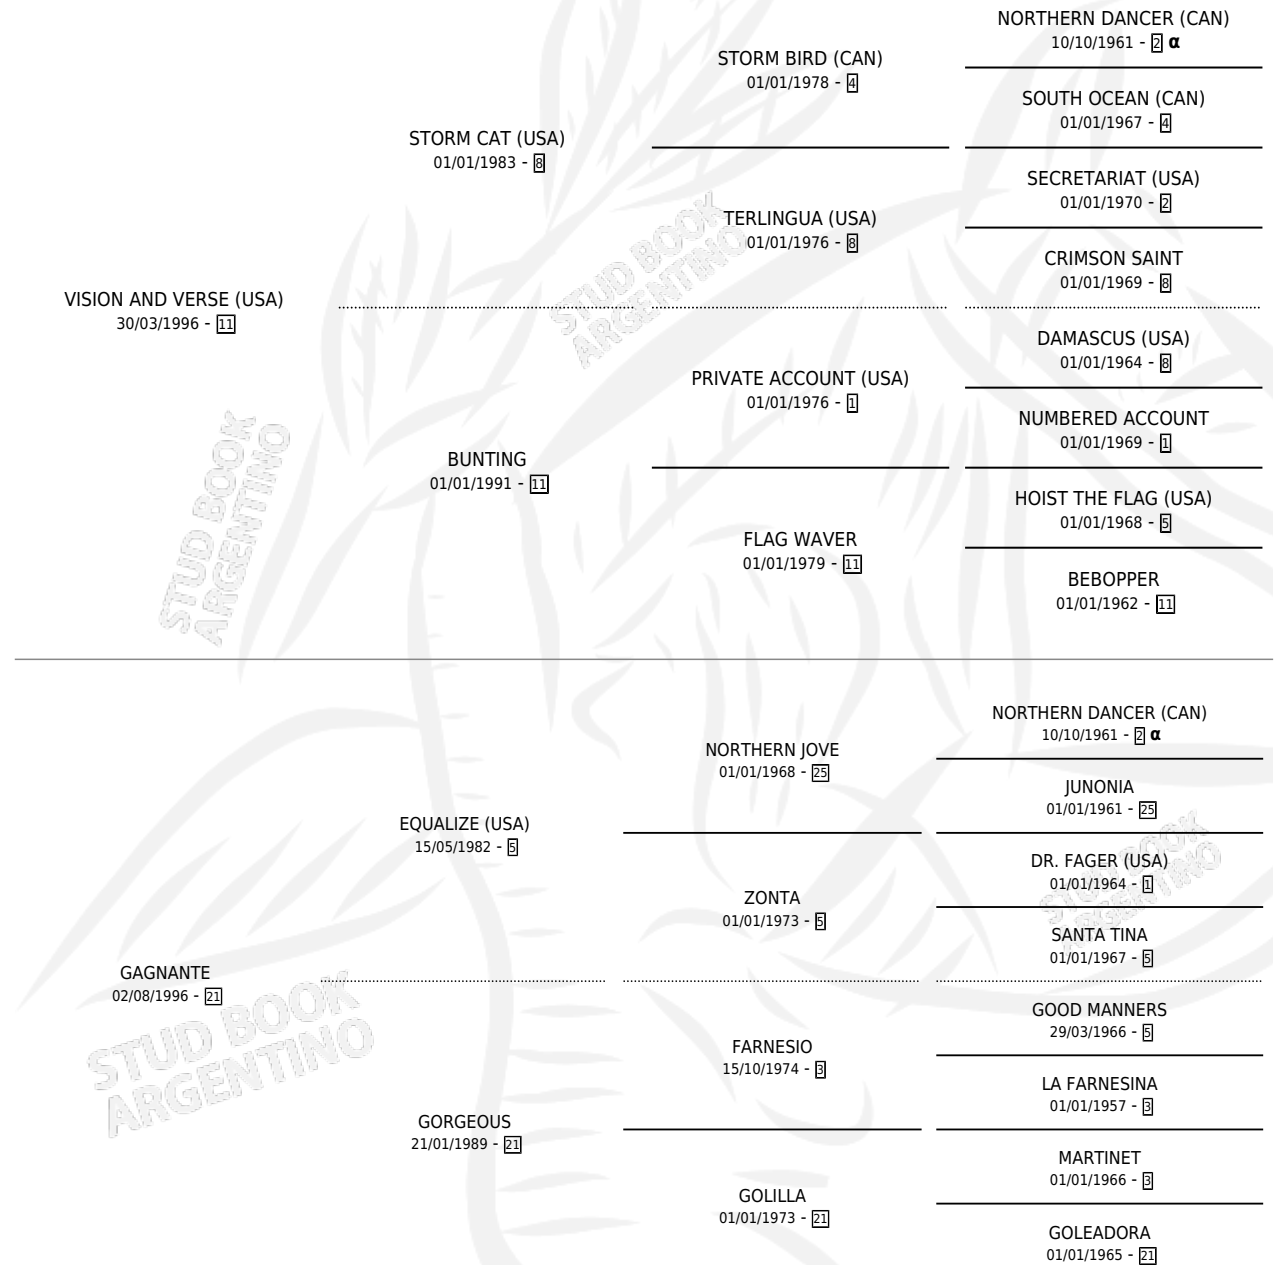 NORTHERN DANCER (CAN)
10/10/1961 - 2 α
STORM BIRD (CAN)
01/01/1978 - 4
SOUTH OCEAN (CAN)
01/01/1967 - 4
STORM CAT (USA)
01/01/1983 - 8
SECRETARIAT (USA)
01/01/1970 - 2
TERLINGUA (USA)
01/01/1976 - 8
CRIMSON SAINT
01/01/1969 - 8
VISION AND VERSE (USA)
30/03/1996 - 11
DAMASCUS (USA)
01/01/1964 - 8
PRIVATE ACCOUNT (USA)
01/01/1976 - 1
NUMBERED ACCOUNT
01/01/1969 - 1
BUNTING
01/01/1991 - 11
HOIST THE FLAG (USA)
01/01/1968 - 5
FLAG WAVER
01/01/1979 - 11
BEBOPPER
01/01/1962 - 11
NORTHERN DANCER (CAN)
10/10/1961 - 2 α
NORTHERN JOVE
01/01/1968 - 25
JUNONIA
01/01/1961 - 25
EQUALIZE (USA)
15/05/1982 - 5
DR. FAGER (USA)
01/01/1964 - 1
ZONTA
01/01/1973 - 5
SANTA TINA
01/01/1967 - 5
GAGNANTE
02/08/1996 - 21
GOOD MANNERS
29/03/1966 - 5
FARNESIO
15/10/1974 - 3
LA FARNESINA
01/01/1957 - 3
GORGEOUS
21/01/1989 - 21
MARTINET
01/01/1966 - 3
GOLILLA
01/01/1973 - 21
GOLEADORA
01/01/1965 - 21
STUD BOOK
ARGENTINO
STUD BOOK
ARGENTINO
STUD BOOK
ARGENTINO
STUD BOOK
ARGENTINO